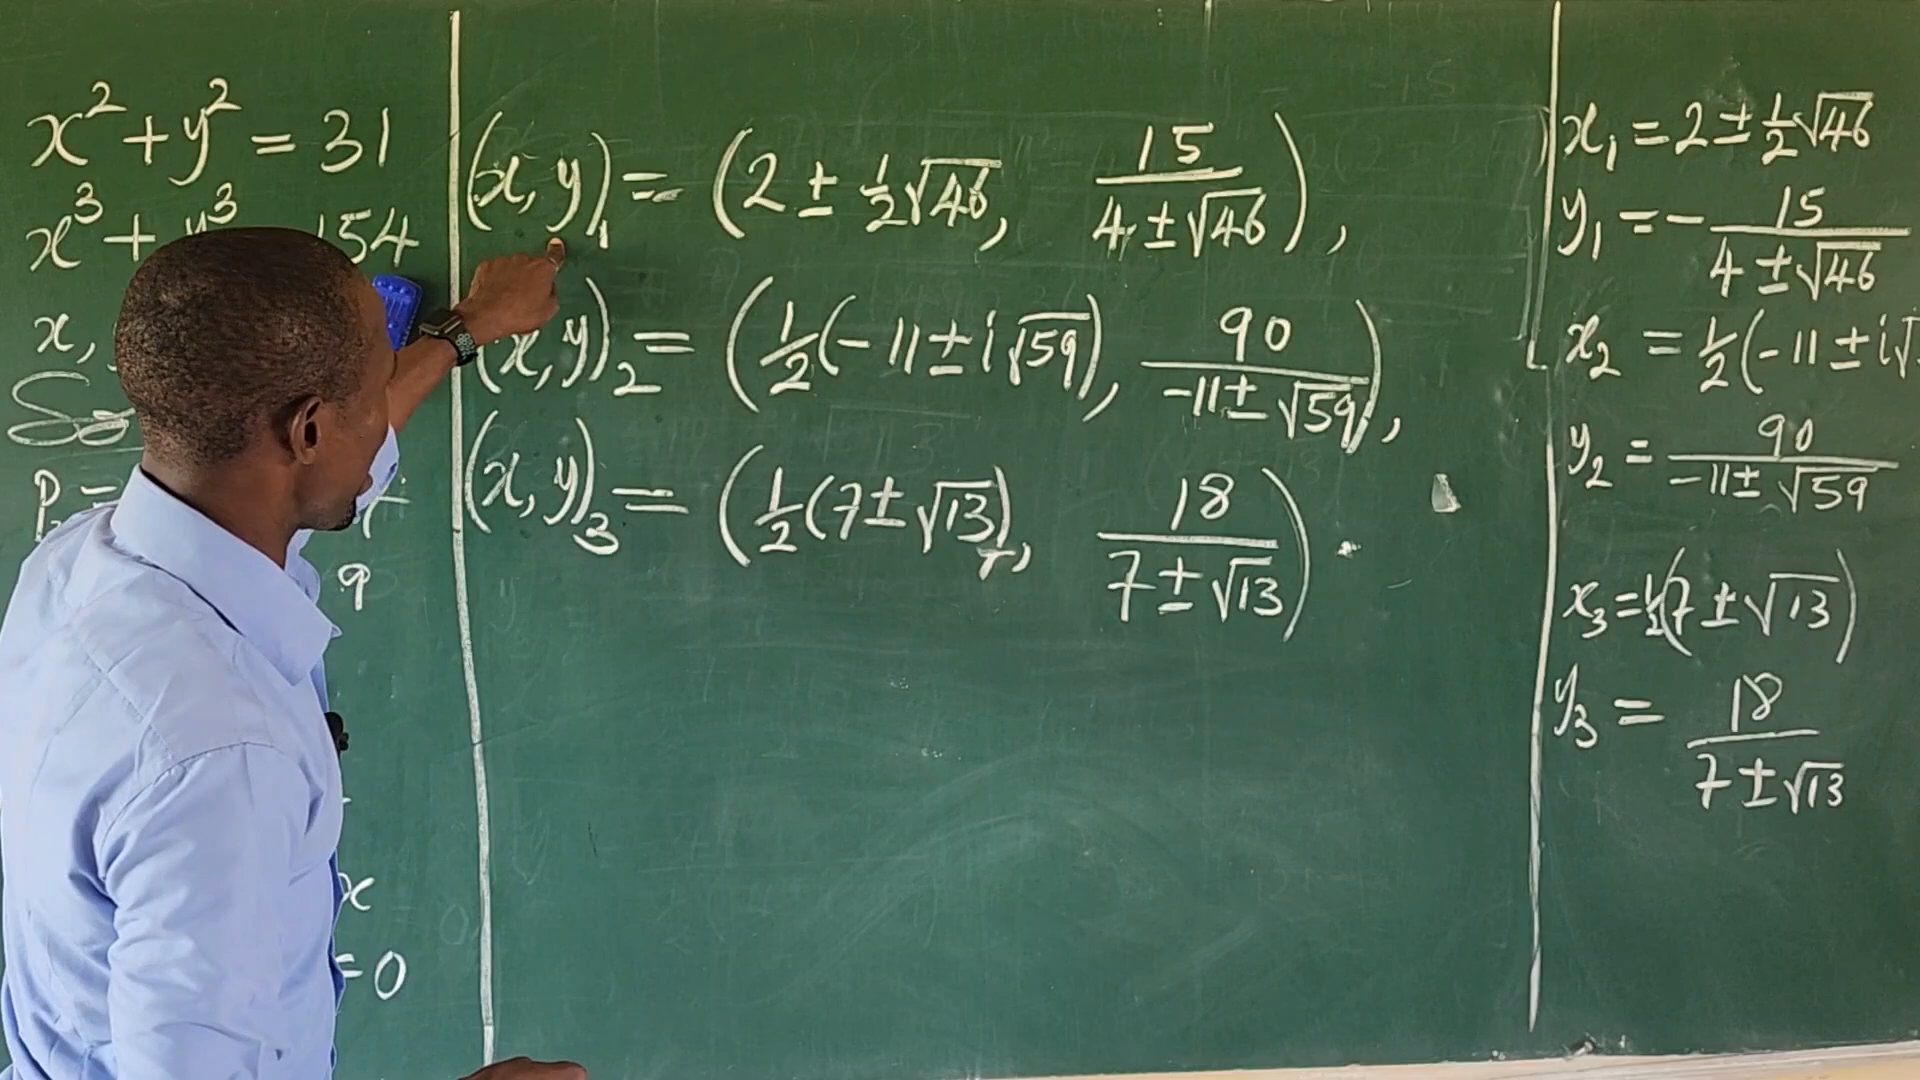 x² + y² = 31
x³ + y³ 154
x,
So
P
9
x
= 0
(x, y)₁ = (2 ± ½√46, 15/(4 ± √46)),
(x, y)₂ = (½(-11 ± i√59), 90/(-11 ± √59)),
(x, y)₃ = (½(7 ± √13), 18/(7 ± √13)).
x₁ = 2 ± ½√46
y₁ = - 15/(4 ± √46)
x₂ = ½(-11 ± i√
y₂ = 90/(-11 ± √59)
x₃ = ½(7 ± √13)
y₃ = 18/(7 ± √13)